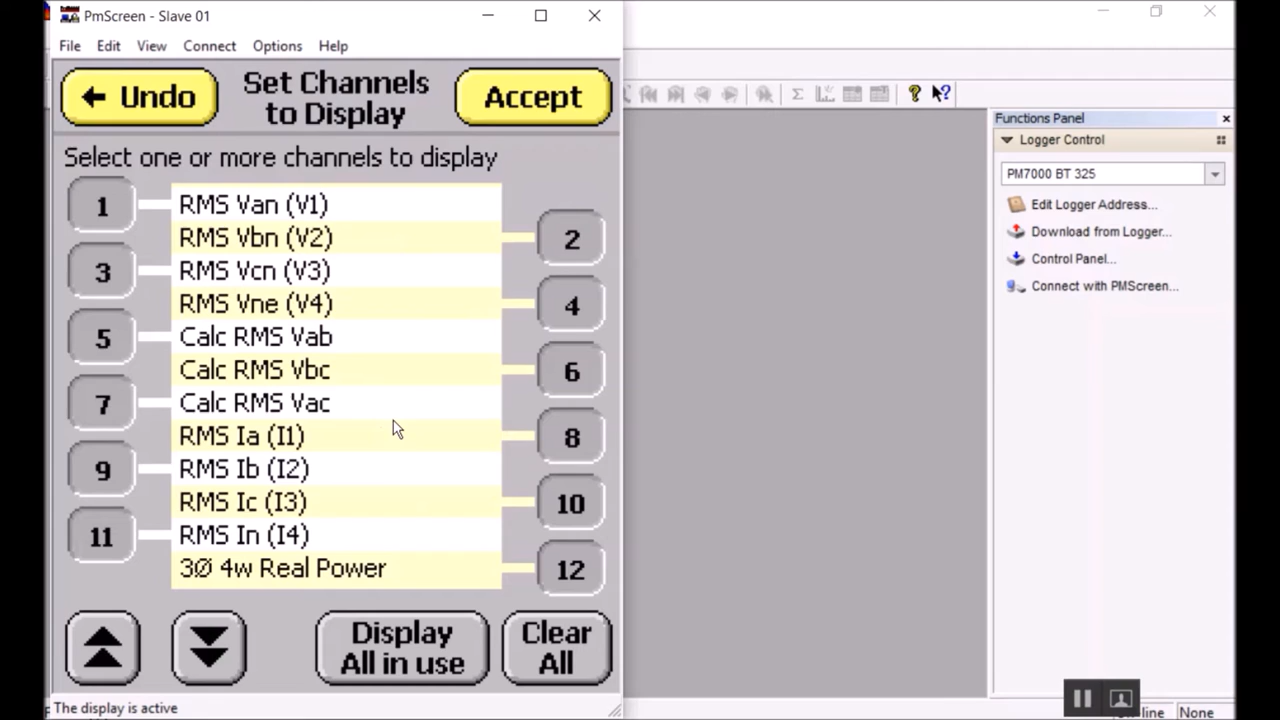 PmScreen - Slave 01
File Edit View Connect Options Help
Undo
Set Channels
to Display
Accept
Select one or more channels to display
1 RMS Van (V1)
RMS Vbn (V2) 2
3 RMS Vcn (V3)
RMS Vne (V4) 4
5 Calc RMS Vab
Calc RMS Vbc 6
7 Calc RMS Vac
RMS Ia (I1) 8
9 RMS Ib (I2)
RMS Ic (I3) 10
11 RMS In (I4)
3Ø 4w Real Power 12
Display
All in use
Clear
All
The display is active
Functions Panel
Logger Control
PM7000 BT 325
Edit Logger Address...
Download from Logger...
Control Panel...
Connect with PMScreen...
None